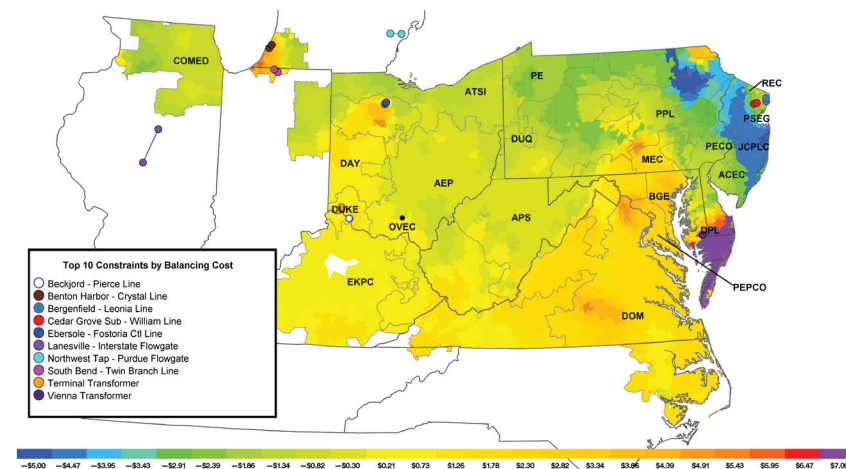 COMED
ATSI
PE
REC
PPL
PSEG
DUQ
PECO
JCPLC
DAY
MEC
ACEC
AEP
BGE
DUKE
APS
DPL
OVEC
EKPC
PEPCO
DOM
Top 10 Constraints by Balancing Cost
Beckjord - Pierce Line
Benton Harbor - Crystal Line
Bergenfield - Leonia Line
Cedar Grove Sub - William Line
Ebersole - Fostoria Ctl Line
Lanesville - Interstate Flowgate
Northwest Tap - Purdue Flowgate
South Bend - Twin Branch Line
Terminal Transformer
Vienna Transformer
—$5.00 —$4.47 —$3.95 —$3.43 —$2.91 —$2.39 —$1.86 —$1.34 —$0.82 —$0.30 $0.21 $0.73 $1.26 $1.78 $2.30 $2.82 $3.34 $3.86 $4.39 $4.91 $5.43 $5.95 $6.47 $7.00